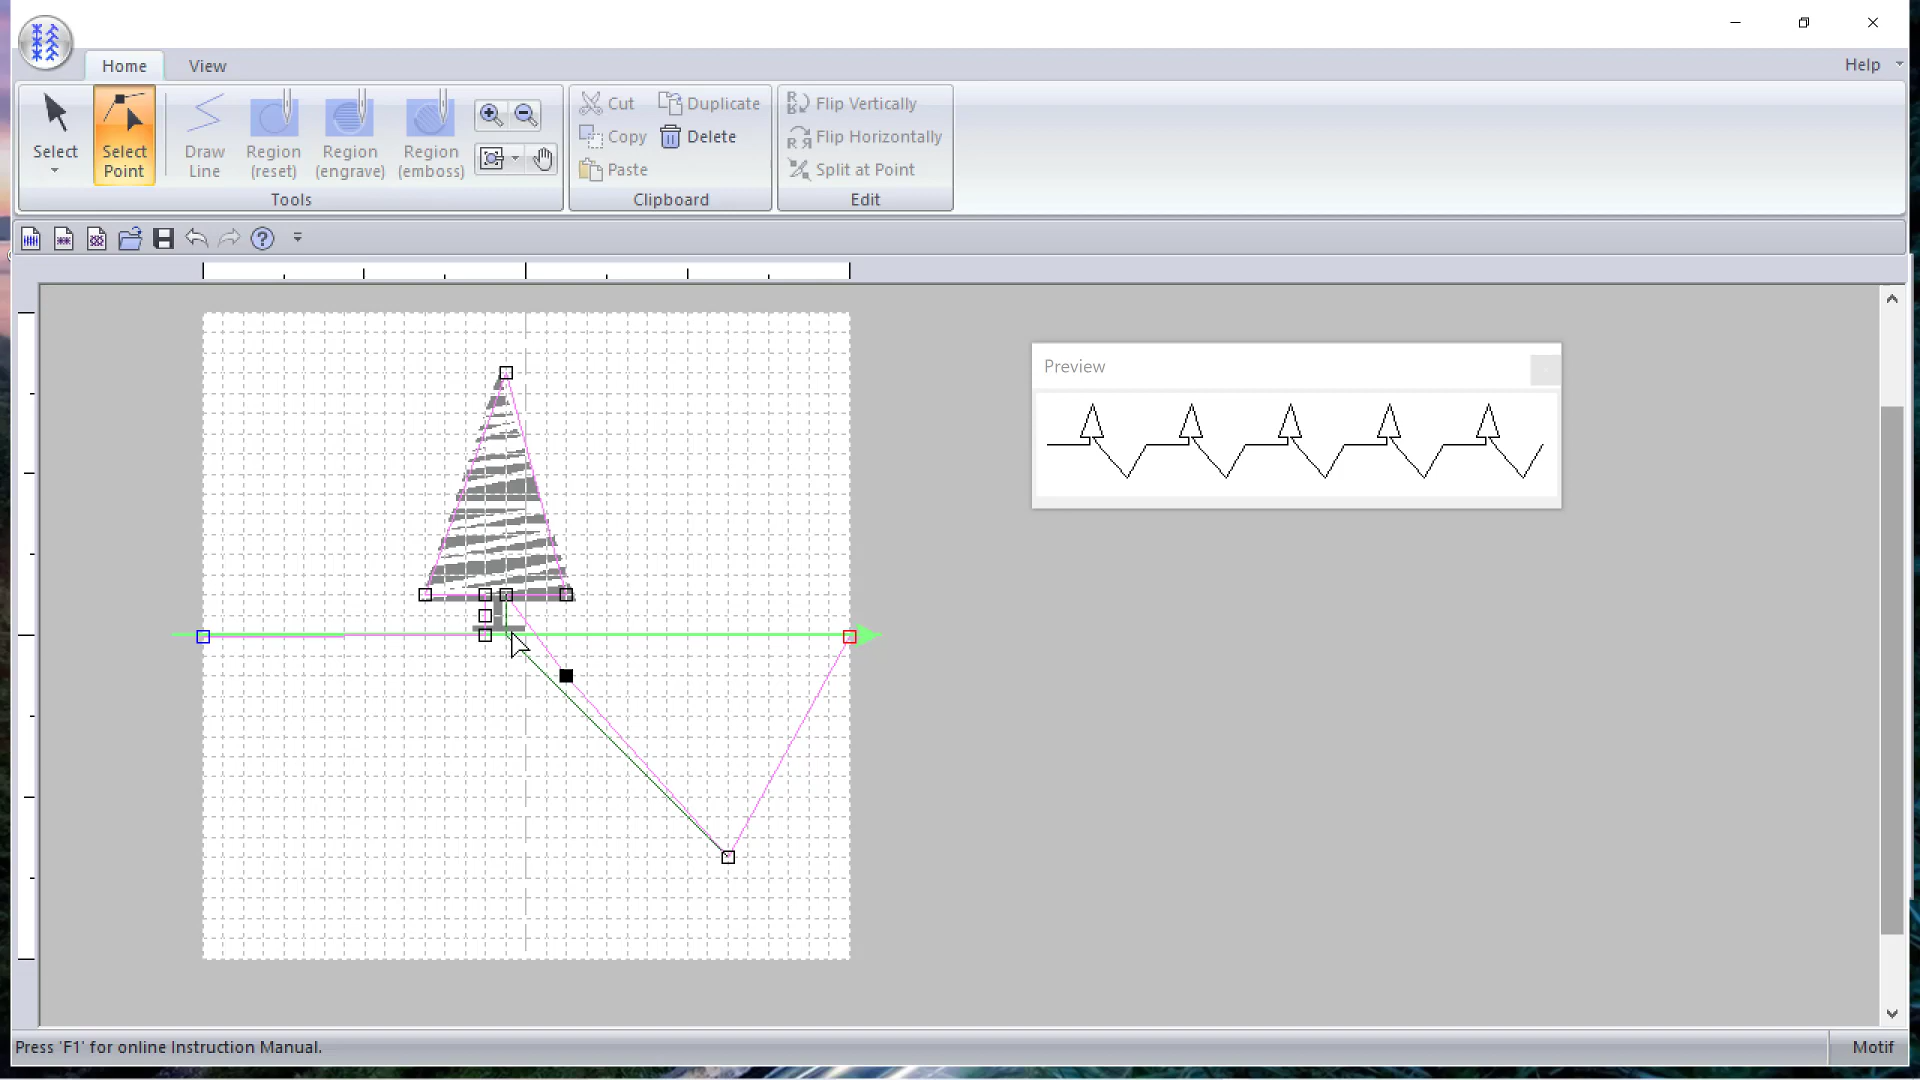 Home View Help
Select
Select Point
Draw Line
Region (reset)
Region (engrave)
Region (emboss)
Tools
Cut
Duplicate
Copy
Delete
Paste
Clipboard
Flip Vertically
Flip Horizontally
Split at Point
Edit
Preview
Press 'F1' for online Instruction Manual.
Motif